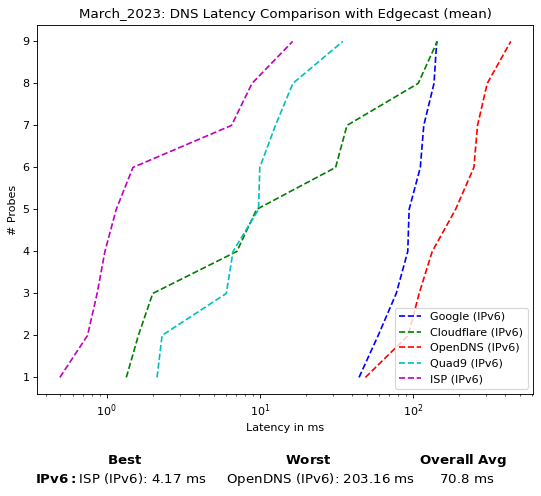 March_2023: DNS Latency Comparison with Edgecast (mean)
9
8
7
6
5
4
3
2
1
# Probes
Google (IPv6)
Cloudflare (IPv6)
OpenDNS (IPv6)
Quad9 (IPv6)
ISP (IPv6)
10⁰ 10¹ 10²
Latency in ms
Best Worst Overall Avg
IPv6: ISP (IPv6): 4.17 ms OpenDNS (IPv6): 203.16 ms 70.8 ms